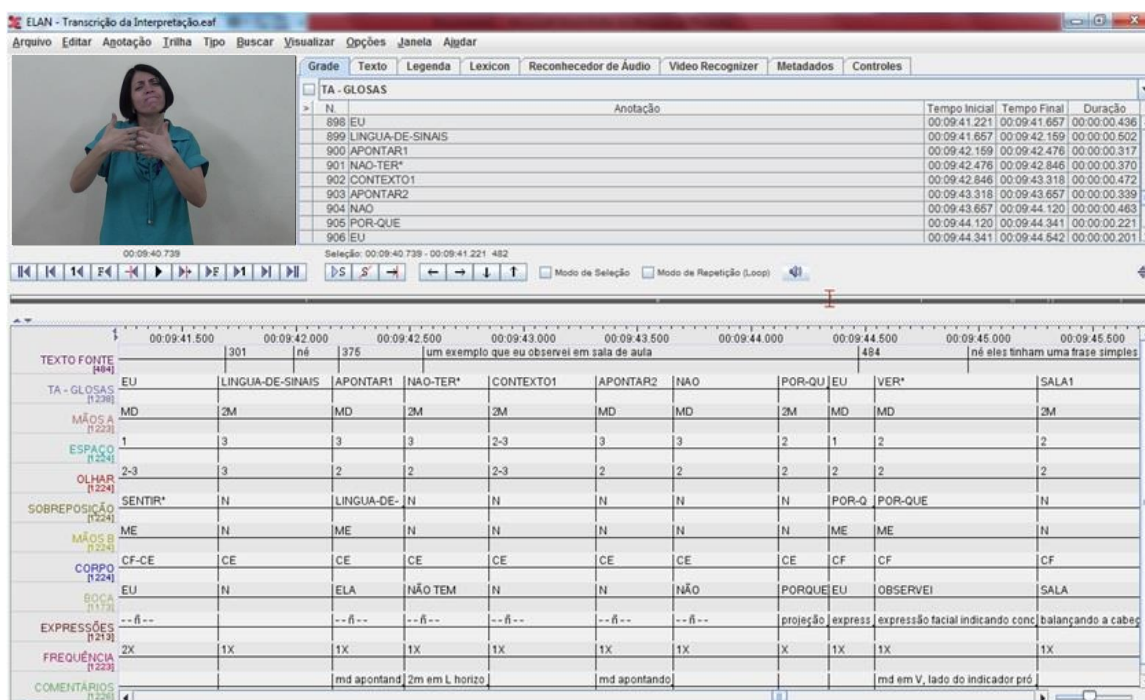 ELAN - Transcrição da Interpretação.eaf
Arquivo Editar Anotação Trilha Tipo Buscar Visualizar Opções Janela Ajudar
Grade Texto Legenda Lexicon Reconhecedor de Áudio Video Recognizer Metadados Controles
TA - GLOSAS
> N. Anotação Tempo Inicial Tempo Final Duração
898 EU 00:09:41.221 00:09:41.657 00:00:00.436
899 LINGUA-DE-SINAIS 00:09:41.657 00:09:42.159 00:00:00.502
900 APONTAR1 00:09:42.159 00:09:42.476 00:00:00.317
901 NAO-TER* 00:09:42.476 00:09:42.846 00:00:00.370
902 CONTEXTO1 00:09:42.846 00:09:43.318 00:00:00.472
903 APONTAR2 00:09:43.318 00:09:43.657 00:00:00.339
904 NAO 00:09:43.657 00:09:44.120 00:00:00.463
905 POR-QUE 00:09:44.120 00:09:44.341 00:00:00.221
906 EU 00:09:44.341 00:09:44.542 00:00:00.201
00:09:40.739 Seleção: 00:09:40.739 - 00:09:41.221 482
Modo de Seleção Modo de Repetição (Loop)
00:09:41.500 00:09:42.000 00:09:42.500 00:09:43.000 00:09:43.500 00:09:44.000 00:09:44.500 00:09:45.000 00:09:45.500
TEXTO FONTE [484] 301 né 375 um exemplo que eu observei em sala de aula 484 né eles tinham uma frase simples
TA - GLOSAS [1238] EU LINGUA-DE-SINAIS APONTAR1 NAO-TER* CONTEXTO1 APONTAR2 NAO POR-QU EU VER* SALA1
MÃOS A [1223] MD 2M MD 2M 2M MD MD 2M MD MD 2M
ESPAÇO [1224] 1 3 3 3 2-3 3 3 2 1 2 2
OLHAR [1224] 2-3 3 2 2 2-3 2 2 2 2 2 2
SOBREPOSIÇÃO [1224] SENTIR* N LINGUA-DE- N N N N N POR-Q POR-QUE N
MÃOS B [1224] ME N ME N N N N N ME ME N
CORPO [1224] CF-CE CE CE CE CE CE CE CE CF CF CF
BOCA [1173] EU N ELA NÃO TEM N N NÃO PORQUE EU OBSERVEI SALA
EXPRESSÕES [1213] --ñ-- --ñ-- --ñ-- --ñ-- --ñ-- --ñ-- projeção express expressão facial indicando conc balançando a cabeç
FREQUÊNCIA [1223] 2X 1X 1X 1X 1X 1X 1X X 1X 1X 1X
COMENTÁRIOS [1226] md apontand 2m em L horizo md apontando md em V, lado do indicador pró